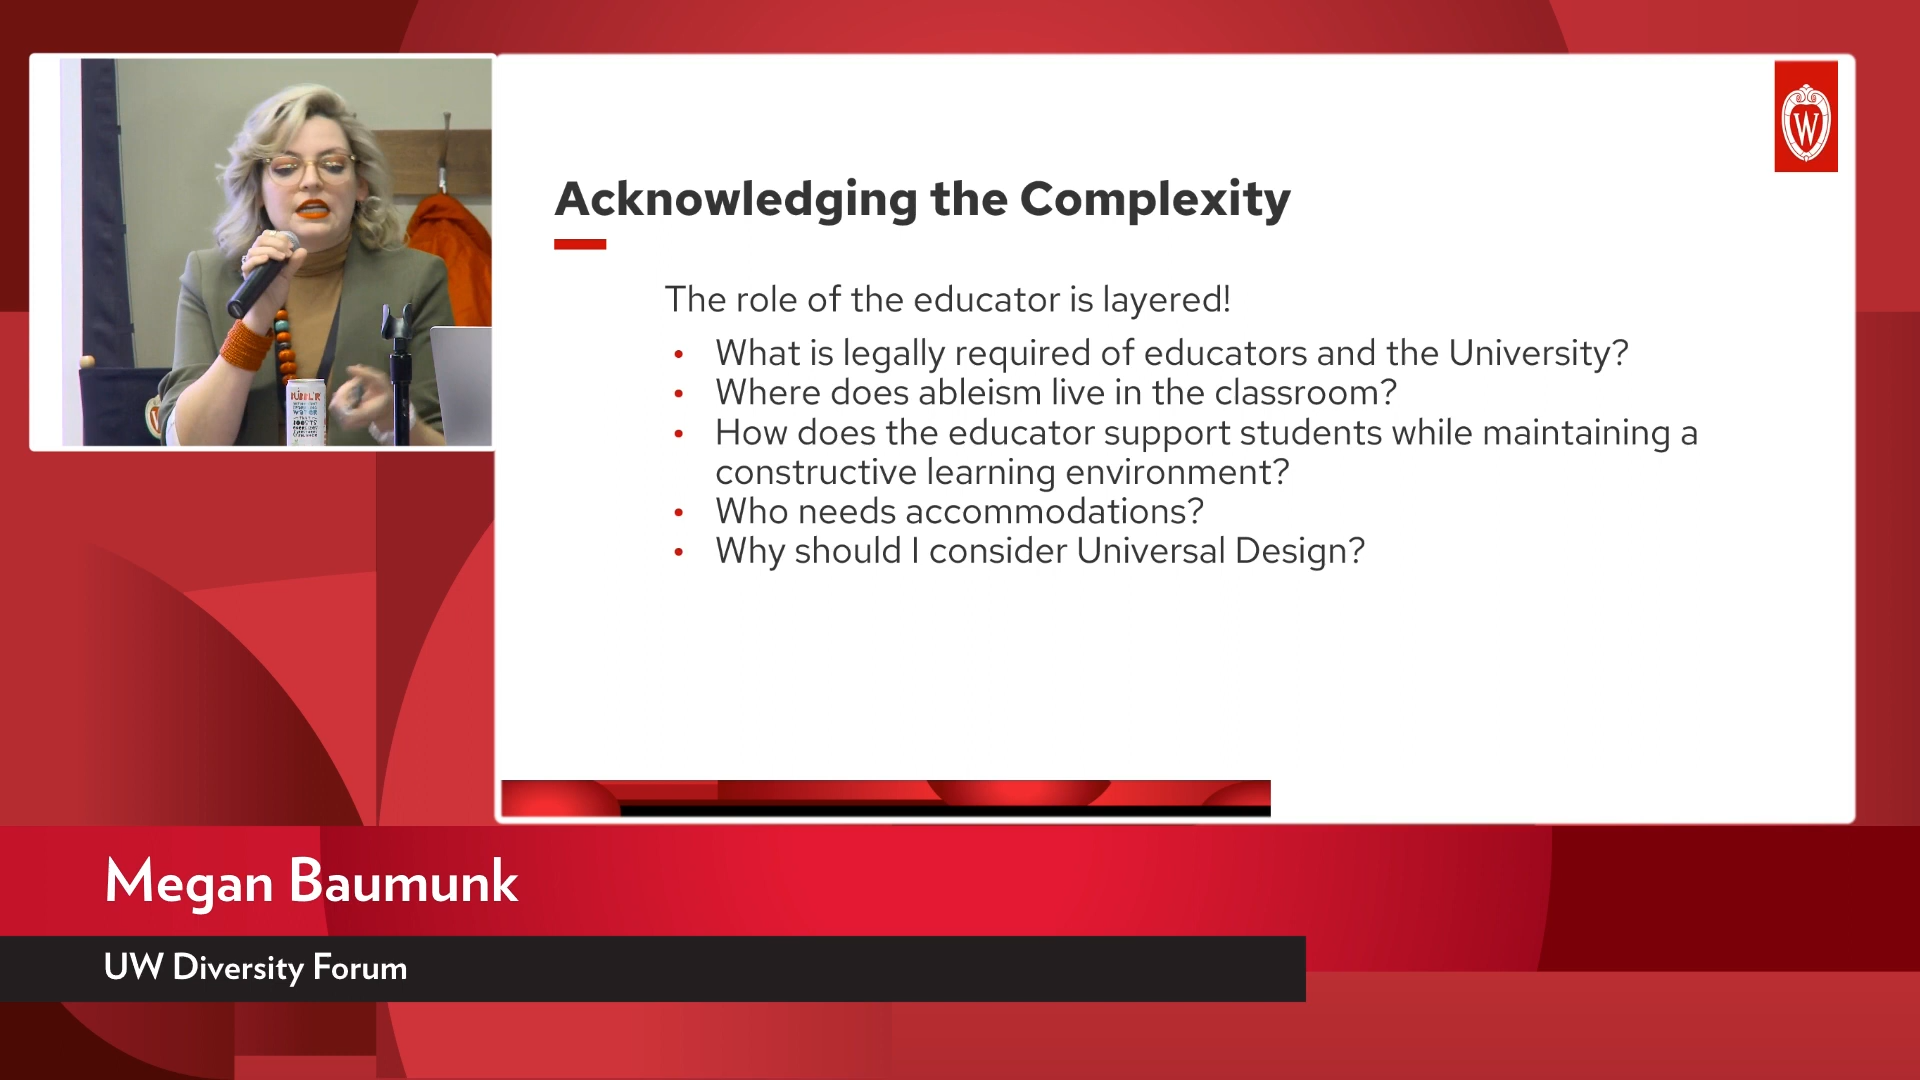 W
Acknowledging the Complexity
The role of the educator is layered!
• What is legally required of educators and the University?
• Where does ableism live in the classroom?
• How does the educator support students while maintaining a
constructive learning environment?
• Who needs accommodations?
• Why should I consider Universal Design?
BUBBL'R
Megan Baumunk
UW Diversity Forum